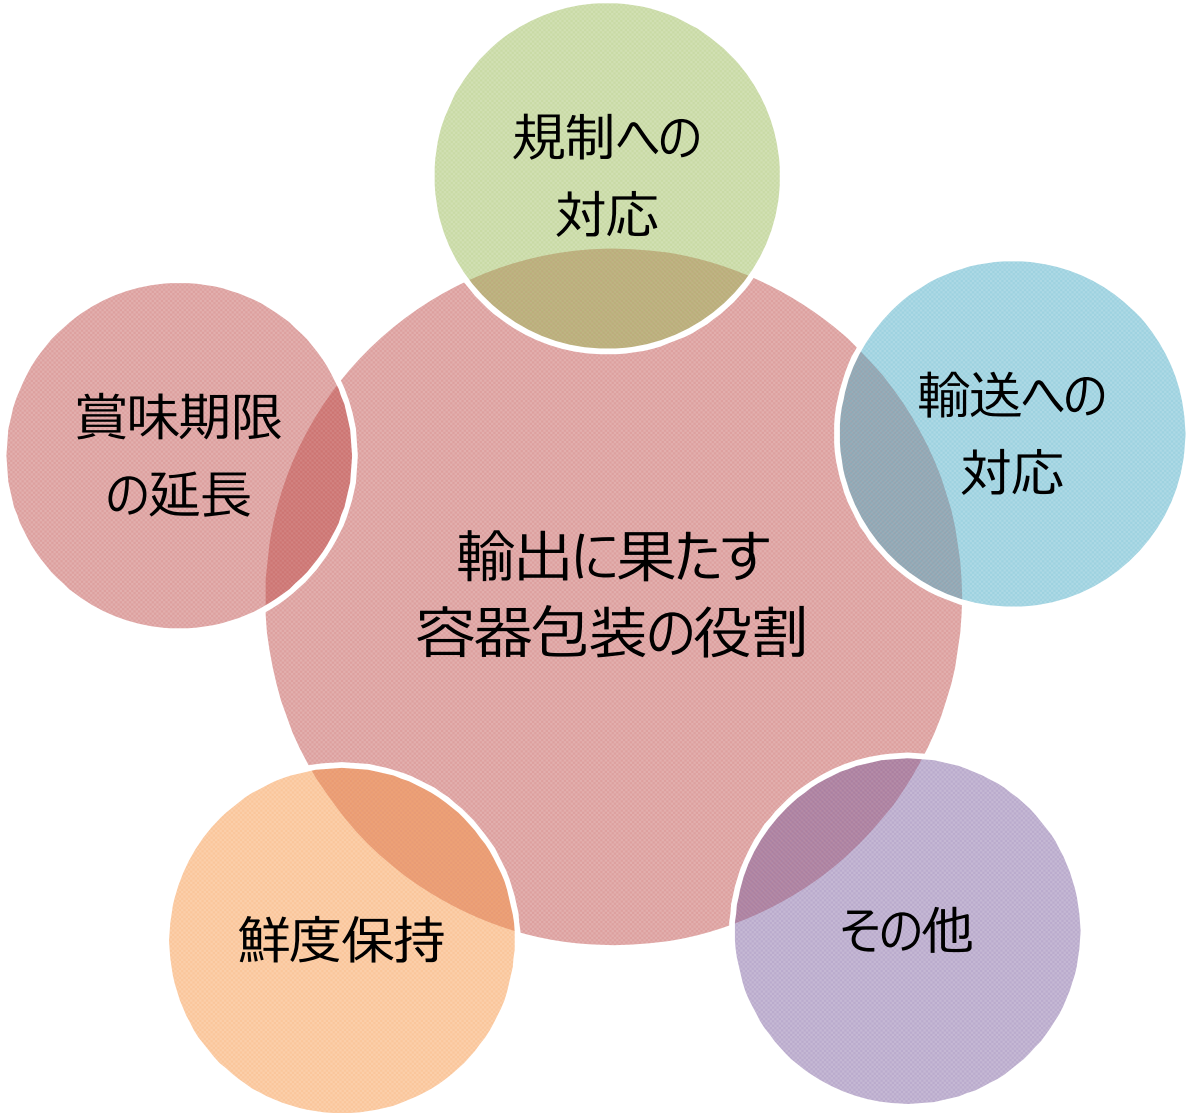 規制への
対応
輸送への
対応
賞味期限
の延長
輸出に果たす
容器包装の役割
鮮度保持
その他